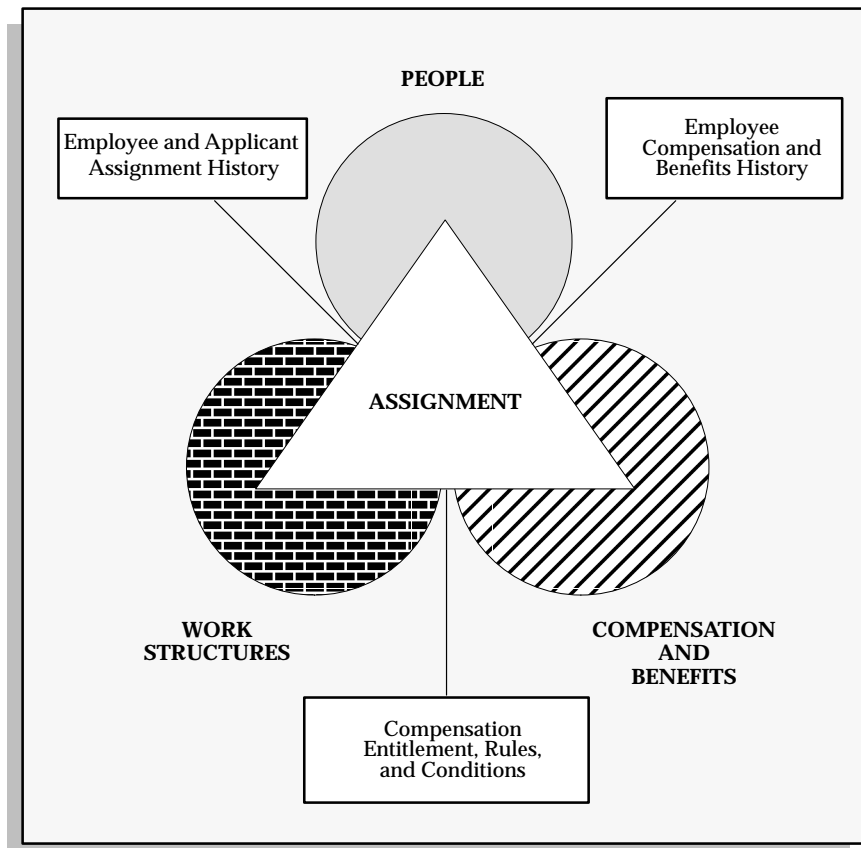 PEOPLE
Employee and Applicant
Assignment History
Employee
Compensation and
Benefits History
ASSIGNMENT
WORK
STRUCTURES
COMPENSATION
AND
BENEFITS
Compensation
Entitlement, Rules,
and Conditions